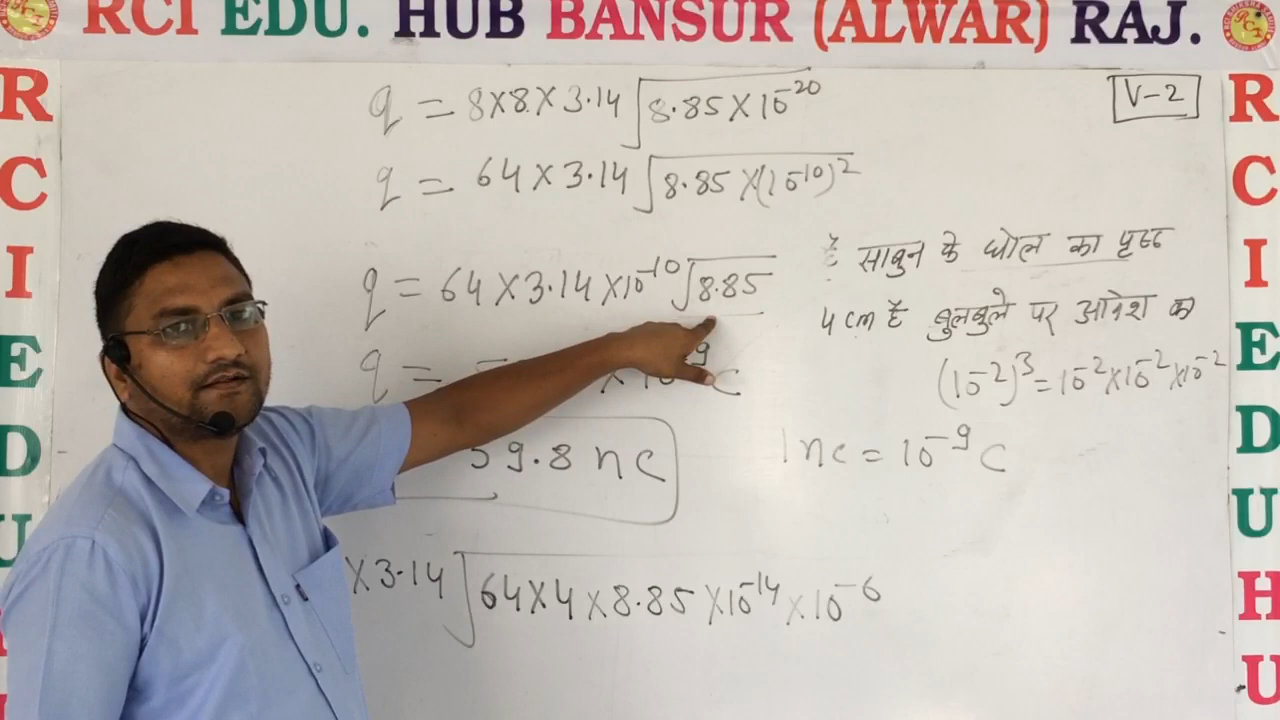 RCI EDU. HUB BANSUR (ALWAR) RAJ.
R
C
I
E
D
U
q = 8×8×3.14√8.85×10⁻²⁰
q = 64×3.14√8.85×(10⁻¹⁰)²
q = 64×3.14×10⁻¹⁰√8.85
q = ×10⁻⁹C
59.8 nc
×3.14√64×4×8.85×10⁻¹⁴×10⁻⁶
V-2
है साबुन के घोल का पृष्ठ
4 cm है बुलबुले पर आवेश का
(10⁻²)³=10⁻²×10⁻²×10⁻²
1nc = 10⁻⁹C
R
C
I
E
D
U
H
U